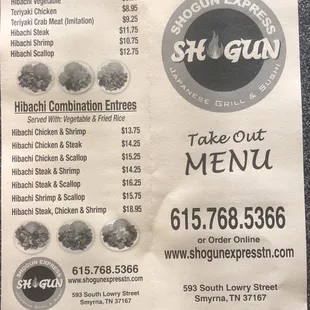 Hibachi Vegetable
Teriyaki Chicken $8.95
Teriyaki Crab Meat (Imitation) $9.25
Hibachi Steak $11.75
Hibachi Shrimp $10.75
Hibachi Scallop $12.75
Hibachi Combination Entrees
Served With: Vegetable & Fried Rice
Hibachi Chicken & Shrimp $13.75
Hibachi Chicken & Steak $14.25
Hibachi Chicken & Scallop $15.25
Hibachi Steak & Shrimp $14.25
Hibachi Steak & Scallop $16.25
Hibachi Shrimp & Scallop $15.75
Hibachi Steak, Chicken & Shrimp $18.95
SHOGUN EXPRESS
SHOGUN
615.768.5366
www.shogunexpresstn.com
593 South Lowry Street
Smyrna, TN 37167
SHOGUN EXPRESS
SHOGUN
JAPANESE GRILL & SUSHI
Take Out
MENU
615.768.5366
or Order Online
www.shogunexpresstn.com
593 South Lowry Street
Smyrna, TN 37167